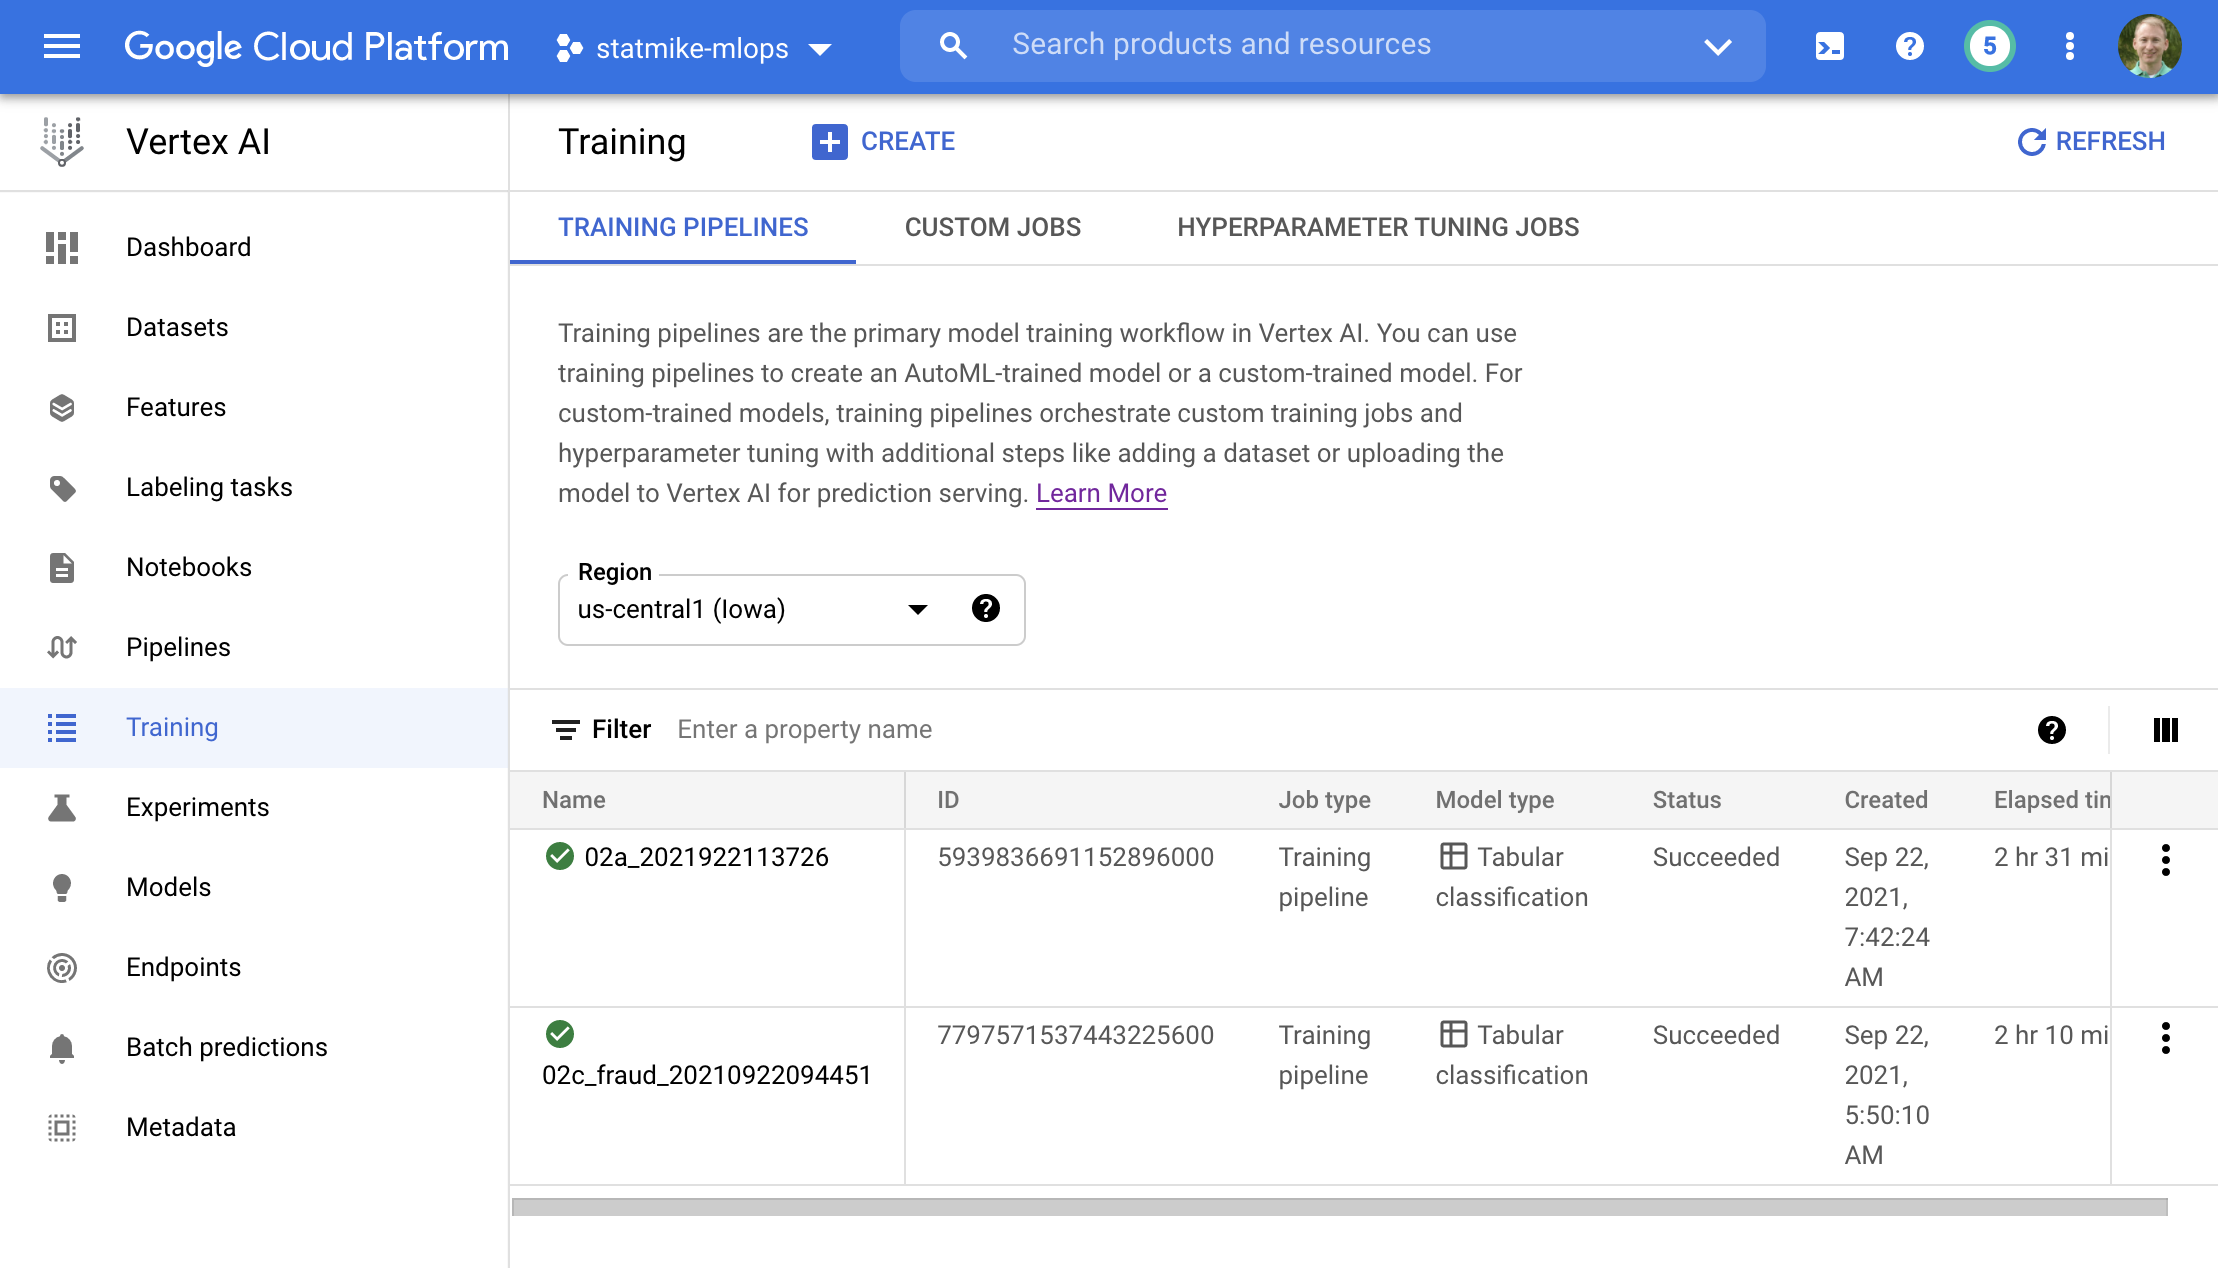 Google Cloud Platform
statmike-mlops
Search products and resources
5
Vertex AI
Training
CREATE
REFRESH
Dashboard
Datasets
Features
Labeling tasks
Notebooks
Pipelines
Training
Experiments
Models
Endpoints
Batch predictions
Metadata
TRAINING PIPELINES
CUSTOM JOBS
HYPERPARAMETER TUNING JOBS
Training pipelines are the primary model training workflow in Vertex AI. You can use
training pipelines to create an AutoML-trained model or a custom-trained model. For
custom-trained models, training pipelines orchestrate custom training jobs and
hyperparameter tuning with additional steps like adding a dataset or uploading the
model to Vertex AI for prediction serving. Learn More
Region
us-central1 (Iowa)
Filter Enter a property name
Name ID Job type Model type Status Created Elapsed tim
02a_2021922113726 5939836691152896000 Training Tabular Succeeded Sep 22, 2 hr 31 mi
pipeline classification 2021,
7:42:24
AM
7797571537443225600 Training Tabular Succeeded Sep 22, 2 hr 10 mi
02c_fraud_20210922094451 pipeline classification 2021,
5:50:10
AM